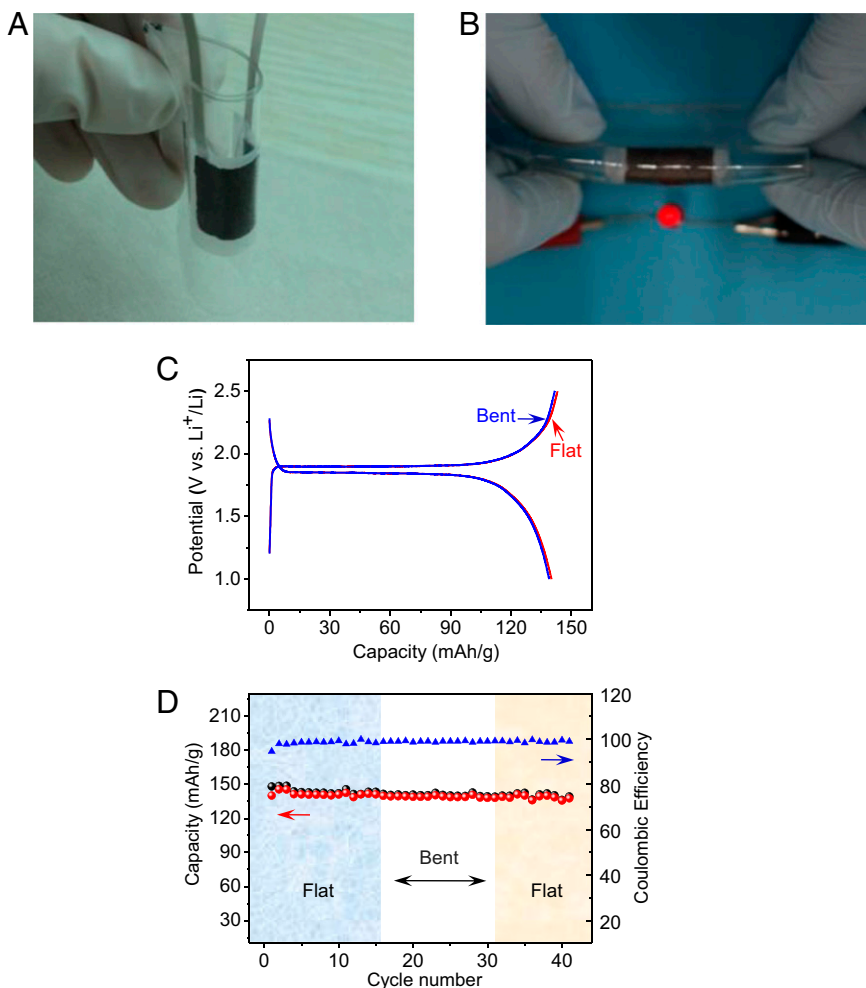 A
B
C
2.5
2.0
1.5
1.0
Potential (V vs. Li⁺/Li)
Bent
Flat
0 30 60 90 120 150
Capacity (mAh/g)
D
210
180
150
120
90
60
30
Capacity (mAh/g)
Flat
Bent
Flat
120
100
80
60
40
20
Coulombic Efficiency
0 10 20 30 40
Cycle number